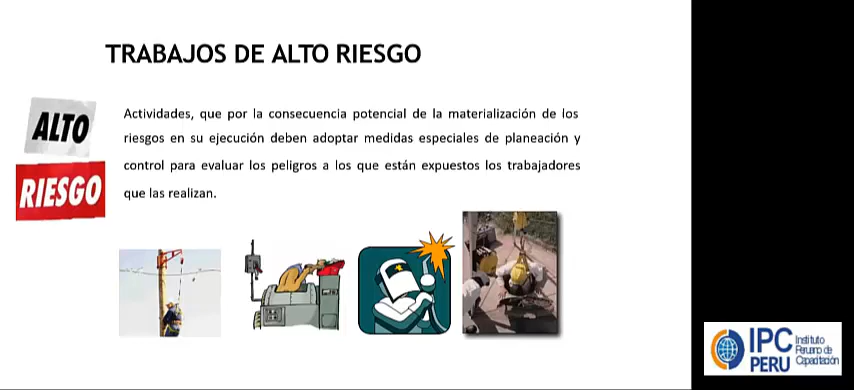 TRABAJOS DE ALTO RIESGO
ALTO
RIESGO
Actividades, que por la consecuencia potencial de la materialización de los
riesgos en su ejecución deben adoptar medidas especiales de planeación y
control para evaluar los peligros a los que están expuestos los trabajadores
que las realizan.
IPC
PERU
Instituto
Peruano de
Capacitación